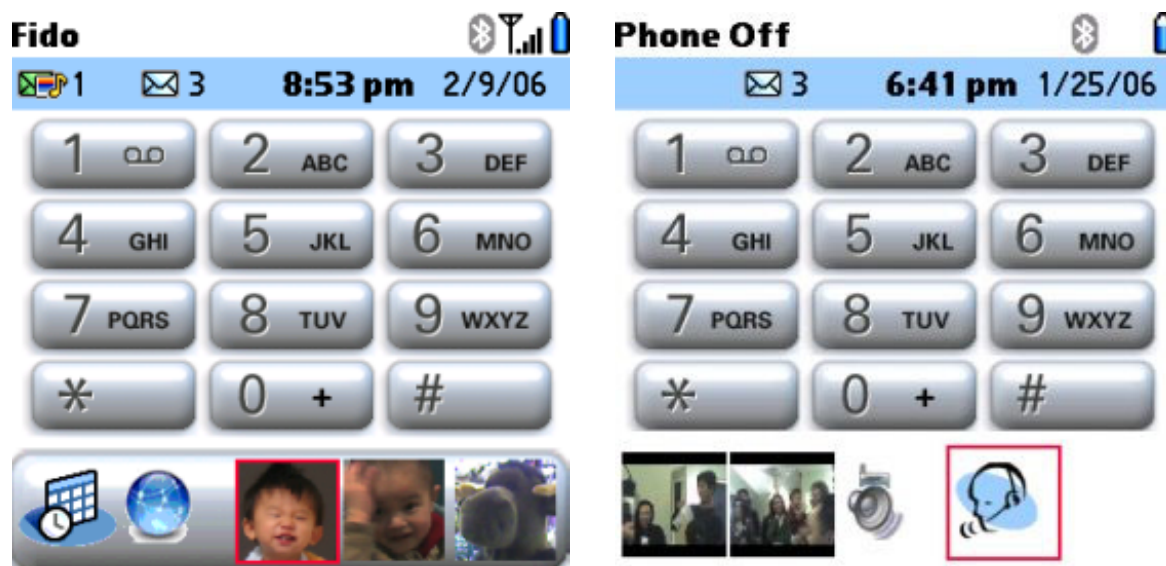 Fido
1 3 8:53 pm 2/9/06
1 2 ABC 3 DEF
4 GHI 5 JKL 6 MNO
7 PQRS 8 TUV 9 WXYZ
* 0 + #
Phone Off
3 6:41 pm 1/25/06
1 2 ABC 3 DEF
4 GHI 5 JKL 6 MNO
7 PQRS 8 TUV 9 WXYZ
* 0 + #